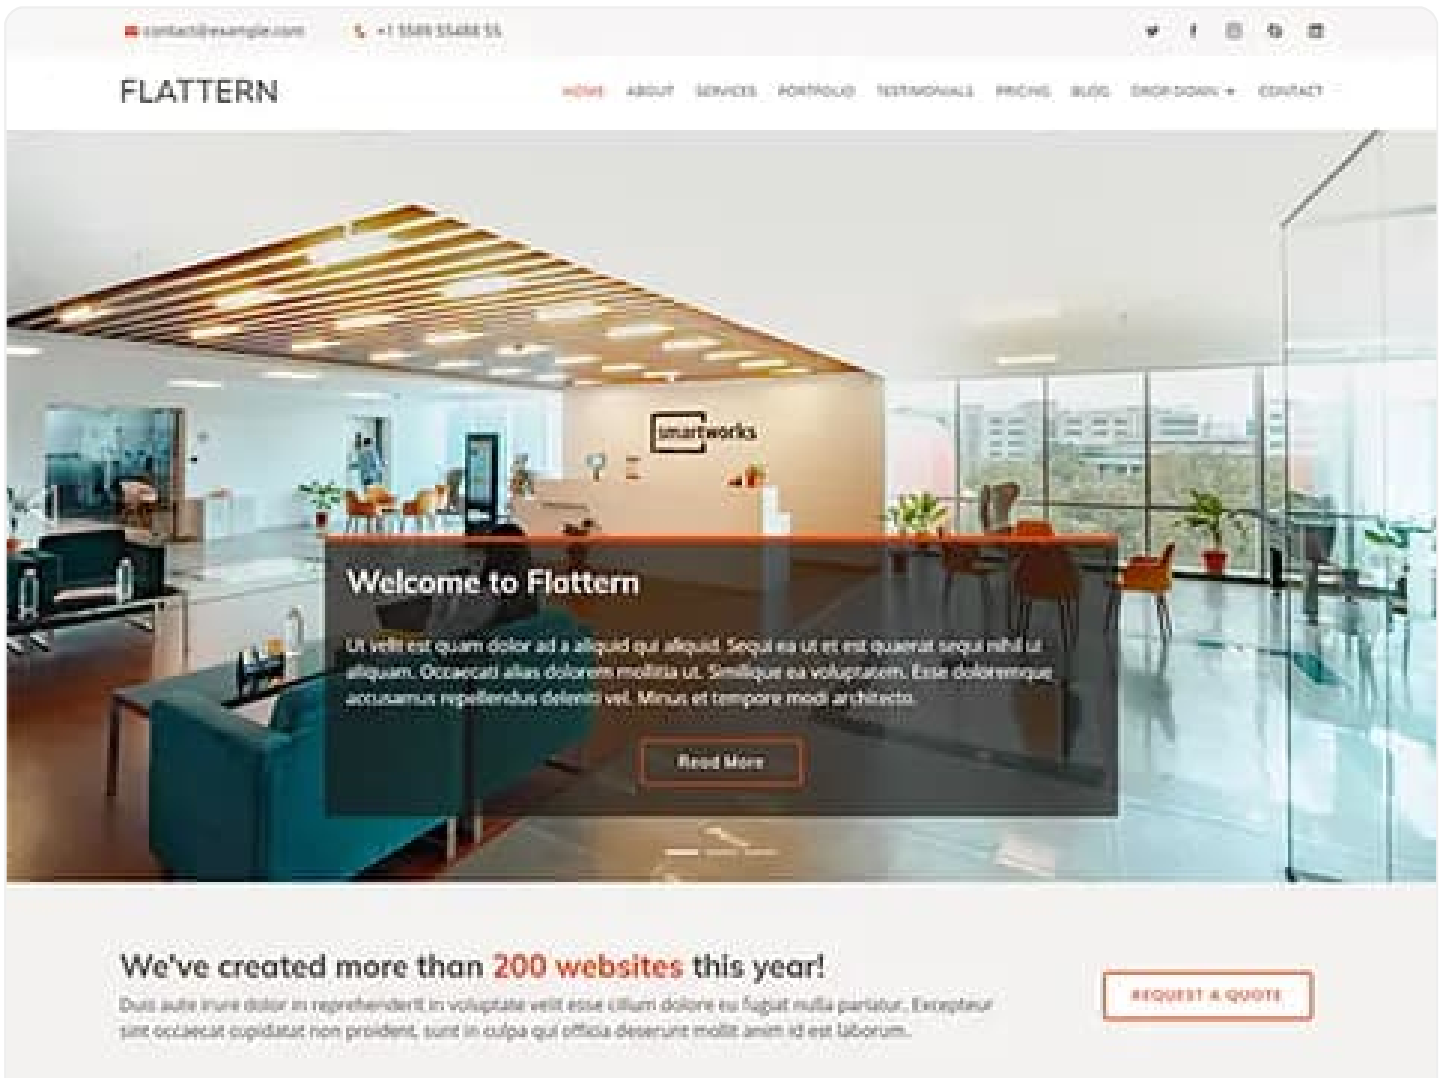 contact@example.com +1 5589 55488 55
FLATTERN
HOME ABOUT SERVICES PORTFOLIO TESTIMONIALS PRICING BLOG DROP DOWN CONTACT
smartworks
Welcome to Flattern
Ut velit est quam dolor ad a aliquid qui aliquid. Sequi ea ut et est quaerat sequi nihil ut
aliquam. Occaecati alias dolorem mollitia ut. Similique ea voluptatem. Esse doloremque
accusamus repellendus deleniti vel. Minus et tempore modi architecto.
Read More
We've created more than 200 websites this year!
Duis aute irure dolor in reprehenderit in voluptate velit esse cillum dolore eu fugiat nulla pariatur. Excepteur
sint occaecat cupidatat non proident, sunt in culpa qui officia deserunt mollit anim id est laborum.
REQUEST A QUOTE